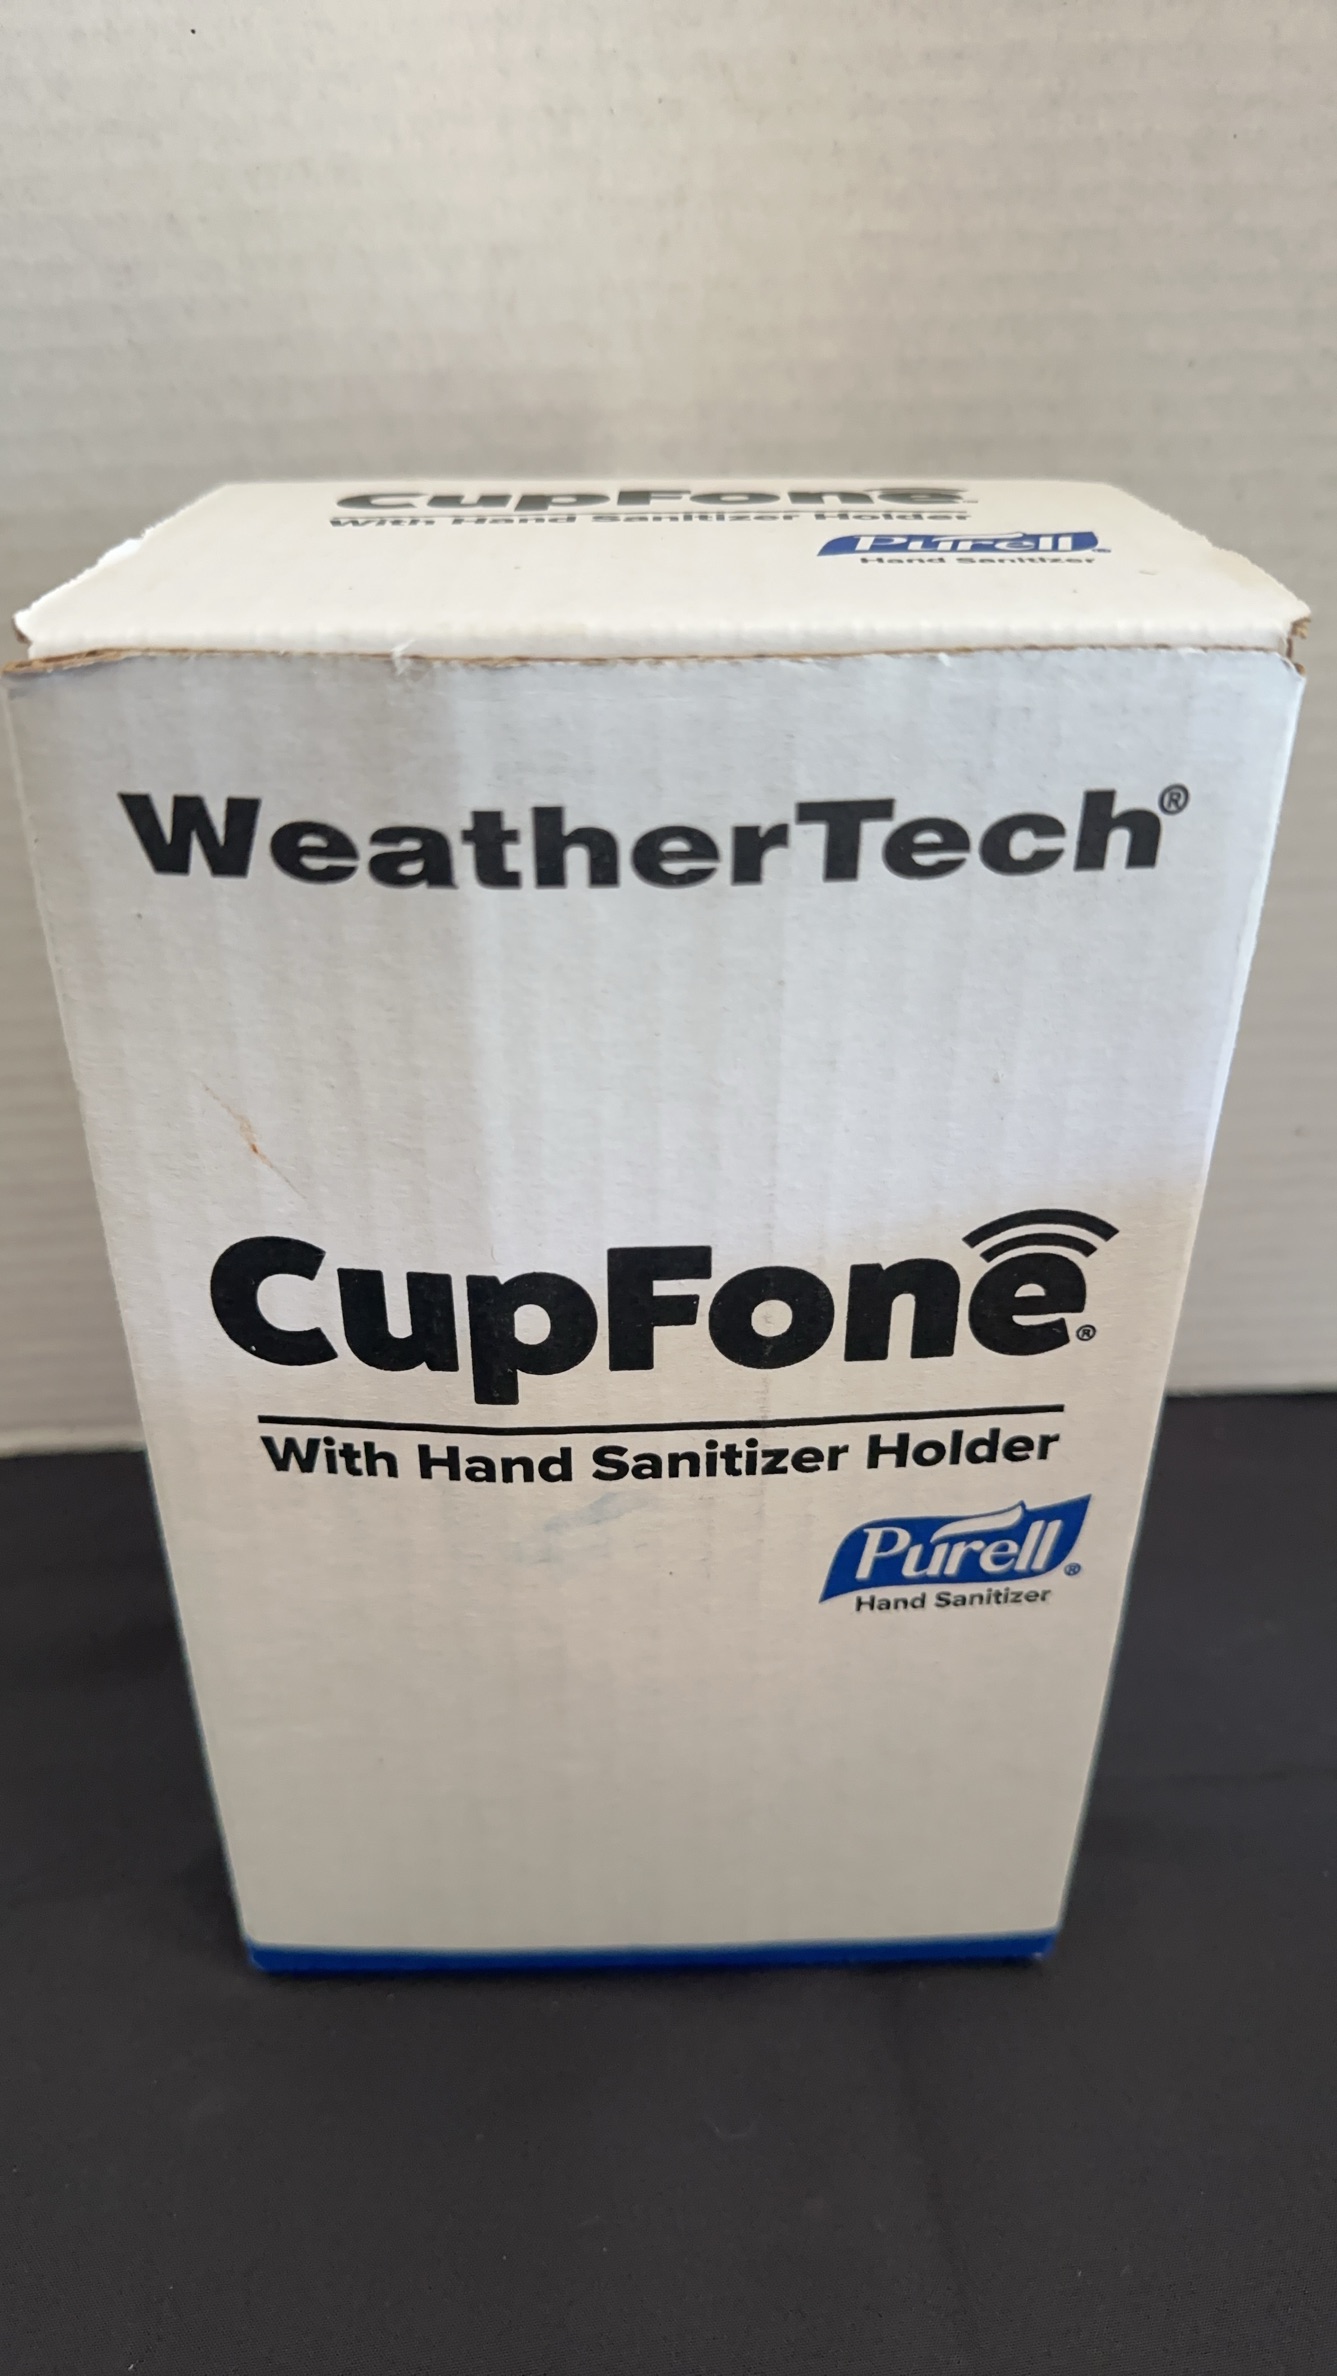 CupFone
With Hand Sanitizer Holder
Purell®
Hand Sanitizer
WeatherTech®
CupFone®
With Hand Sanitizer Holder
Purell®
Hand Sanitizer